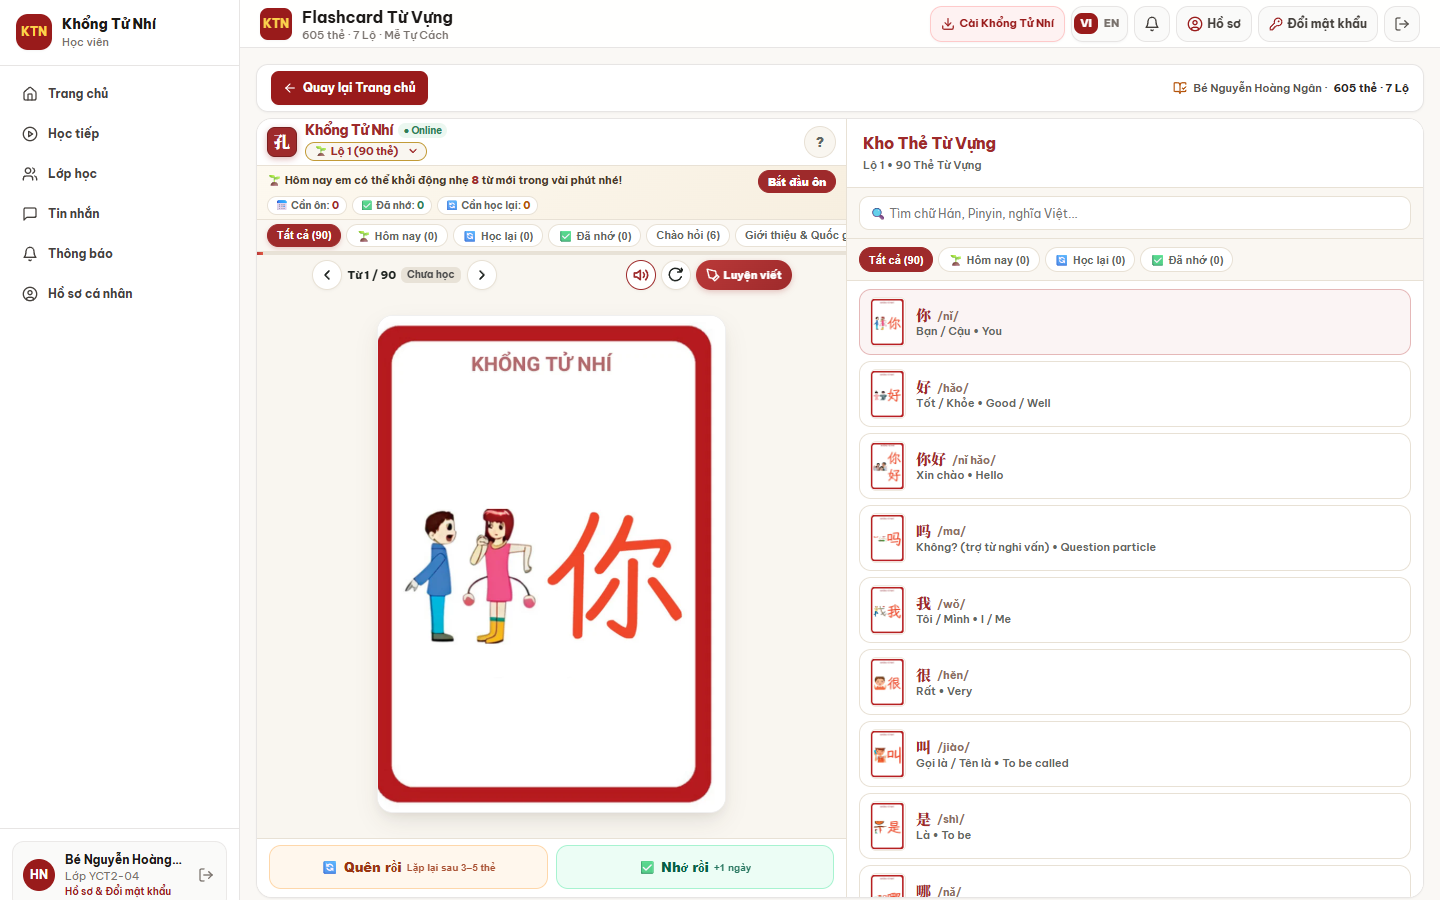 KTN
Khổng Tử Nhí
Học viên
Trang chủ
Học tiếp
Lớp học
Tin nhắn
Thông báo
Hồ sơ cá nhân
HN
Bé Nguyễn Hoàng...
Lớp YCT2-04
Hồ sơ & Đổi mật khẩu
KTN
Flashcard Từ Vựng
605 thẻ · 7 Lộ · Mễ Tự Cách
Cài Khổng Tử Nhí
VI EN
Hồ sơ
Đổi mật khẩu
Quay lại Trang chủ
Bé Nguyễn Hoàng Ngân · 605 thẻ · 7 Lộ
孔
Khổng Tử Nhí
• Online
Lộ 1 (90 thẻ)
?
Hôm nay em có thể khởi động nhẹ 8 từ mới trong vài phút nhé!
Bắt đầu ôn
Cần ôn: 0
Đã nhớ: 0
Cần học lại: 0
Tất cả (90)
Hôm nay (0)
Học lại (0)
Đã nhớ (0)
Chào hỏi (6)
Giới thiệu & Quốc g
Từ 1 / 90
Chưa học
Luyện viết
KHỔNG TỬ NHÍ
你
Quên rồi Lặp lại sau 3–5 thẻ
Nhớ rồi +1 ngày
Kho Thẻ Từ Vựng
Lộ 1 • 90 Thẻ Từ Vựng
Tìm chữ Hán, Pinyin, nghĩa Việt...
Tất cả (90)
Hôm nay (0)
Học lại (0)
Đã nhớ (0)
你
你 /nǐ/
Bạn / Cậu • You
好
好 /hǎo/
Tốt / Khỏe • Good / Well
你
好
你好 /nǐ hǎo/
Xin chào • Hello
吗
吗 /ma/
Không? (trợ từ nghi vấn) • Question particle
我
我 /wǒ/
Tôi / Mình • I / Me
很
很 /hěn/
Rất • Very
叫
叫 /jiào/
Gọi là / Tên là • To be called
是
是 /shì/
Là • To be
哪 /nǎ/